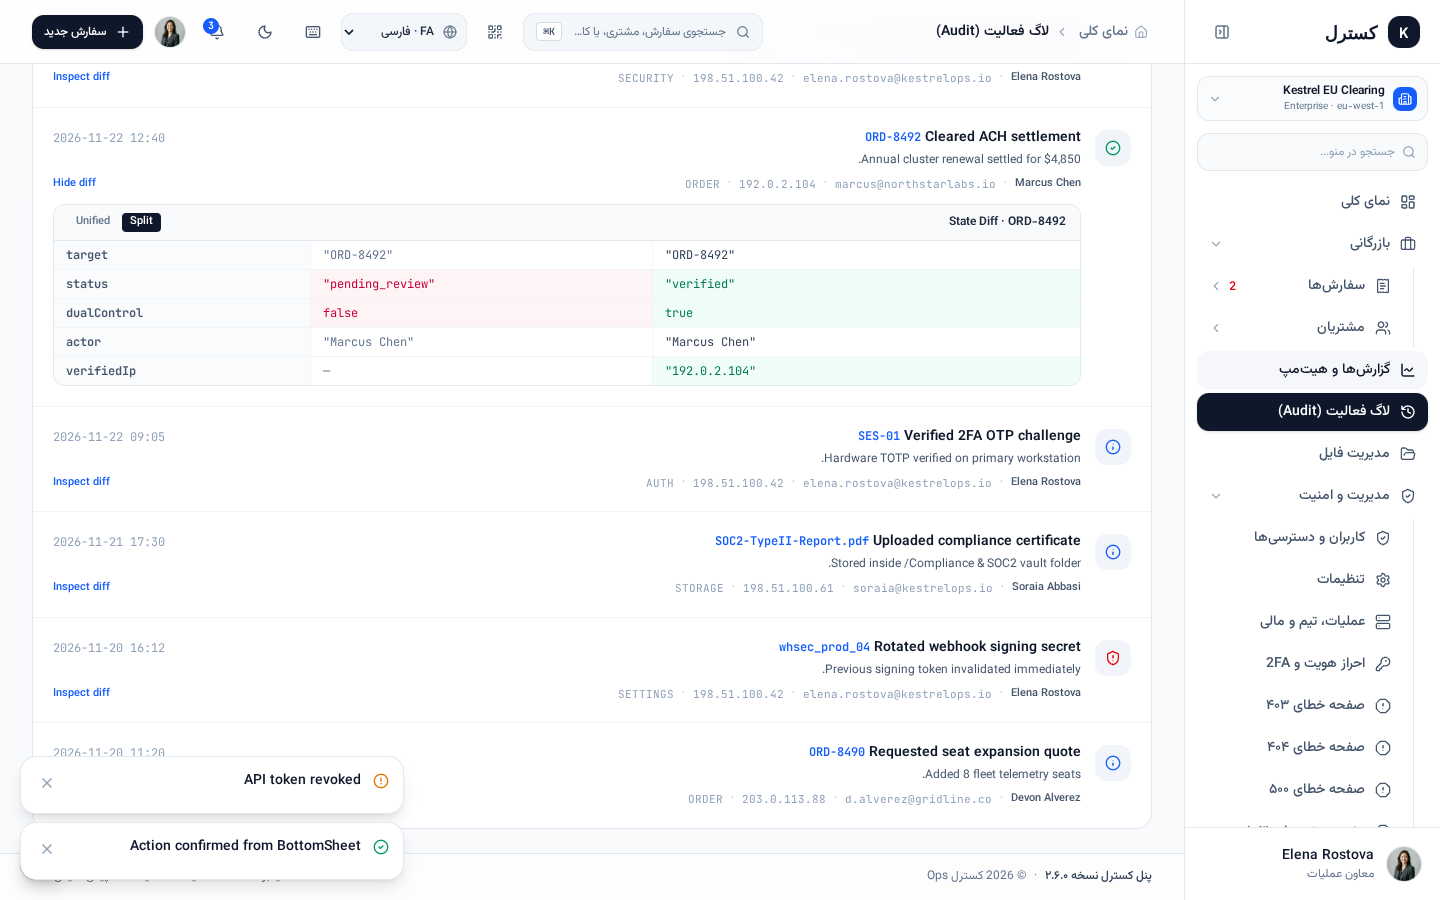 K کسترل
Kestrel EU Clearing
Enterprise · eu-west-1
جستجو در منو...
نمای کلی
بازرگانی
سفارش‌ها 2
مشتریان
گزارش‌ها و هیت‌مپ
لاگ فعالیت (Audit)
مدیریت فایل
مدیریت و امنیت
کاربران و دسترسی‌ها
تنظیمات
عملیات، تیم و مالی
احراز هویت و 2FA
صفحه خطای ۴۰۳
صفحه خطای ۴۰۴
صفحه خطای ۵۰۰
Elena Rostova
معاون عملیات
نمای کلی
لاگ فعالیت (Audit)
جستجوی سفارش، مشتری، یا کا...
⌘K
FA · فارسی
3
سفارش جدید
Elena Rostova · elena.rostova@kestrelops.io · 198.51.100.42 · SECURITY
Inspect diff
Cleared ACH settlement ORD-8492
2026-11-22 12:40
Annual cluster renewal settled for $4,850.
Marcus Chen · marcus@northstarlabs.io · 192.0.2.104 · ORDER
Hide diff
State Diff · ORD-8492
Unified Split
target "ORD-8492" "ORD-8492"
status "pending_review" "verified"
dualControl false true
actor "Marcus Chen" "Marcus Chen"
verifiedIp — "192.0.2.104"
Verified 2FA OTP challenge SES-01
2026-11-22 09:05
Hardware TOTP verified on primary workstation.
Elena Rostova · elena.rostova@kestrelops.io · 198.51.100.42 · AUTH
Inspect diff
Uploaded compliance certificate SOC2-TypeII-Report.pdf
2026-11-21 17:30
Stored inside /Compliance & SOC2 vault folder.
Soraia Abbasi · soraia@kestrelops.io · 198.51.100.61 · STORAGE
Inspect diff
Rotated webhook signing secret whsec_prod_04
2026-11-20 16:12
Previous signing token invalidated immediately.
Elena Rostova · elena.rostova@kestrelops.io · 198.51.100.42 · SETTINGS
Inspect diff
Requested seat expansion quote ORD-8490
2026-11-20 11:20
Added 8 fleet telemetry seats.
Devon Alverez · d.alverez@gridline.co · 203.0.113.88 · ORDER
API token revoked
Action confirmed from BottomSheet
پنل کسترل نسخه ۲.۶.۰ · © 2026 کسترل Ops